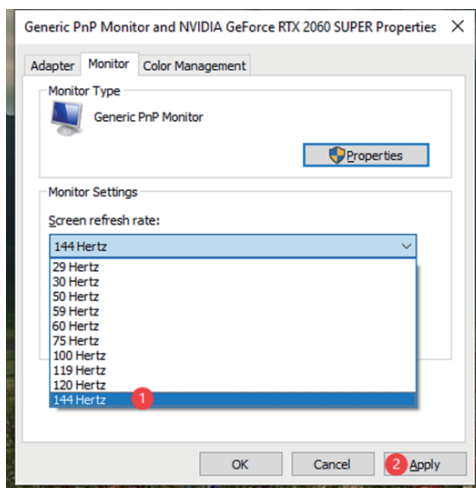 Generic PnP Monitor and NVIDIA GeForce RTX 2060 SUPER Properties
Adapter Monitor Color Management
Monitor Type
Generic PnP Monitor
Properties
Monitor Settings
Screen refresh rate:
144 Hertz
29 Hertz
30 Hertz
50 Hertz
59 Hertz
60 Hertz
75 Hertz
100 Hertz
119 Hertz
120 Hertz
144 Hertz 1
OK Cancel 2 Apply